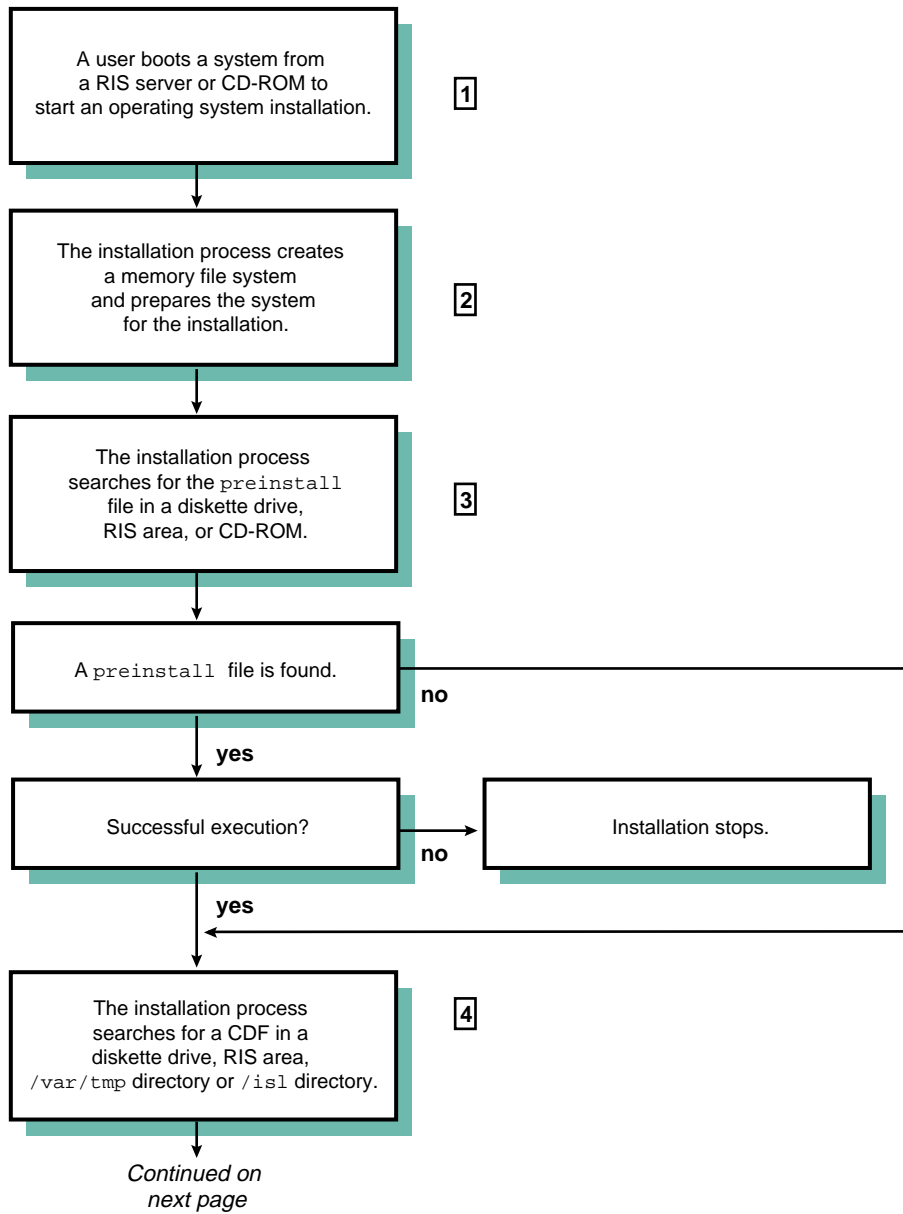 A user boots a system from
a RIS server or CD-ROM to
start an operating system installation.
1
The installation process creates
a memory file system
and prepares the system
for the installation.
2
The installation process
searches for the preinstall
file in a diskette drive,
RIS area, or CD-ROM.
3
A preinstall file is found.
no
yes
Successful execution?
no
Installation stops.
yes
The installation process
searches for a CDF in a
diskette drive, RIS area,
/var/tmp directory or /isl directory.
4
Continued on
next page